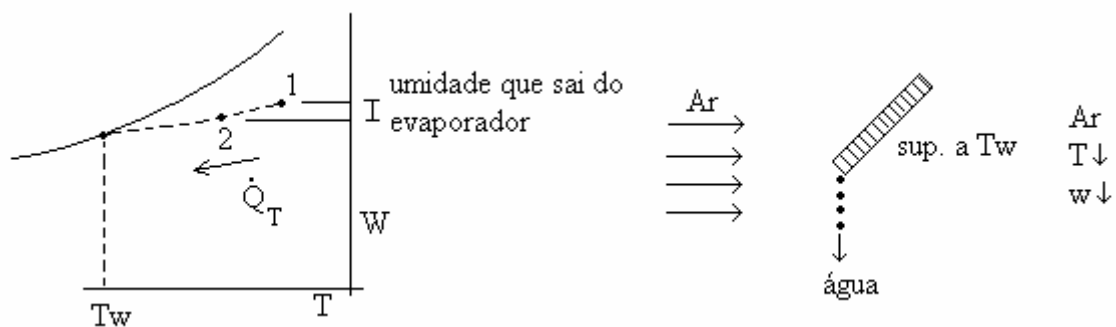 1
2
Q̇T
Tw
T
W
I umidade que sai do
evaporador
Ar
sup. a Tw
água
Ar
T↓
w↓